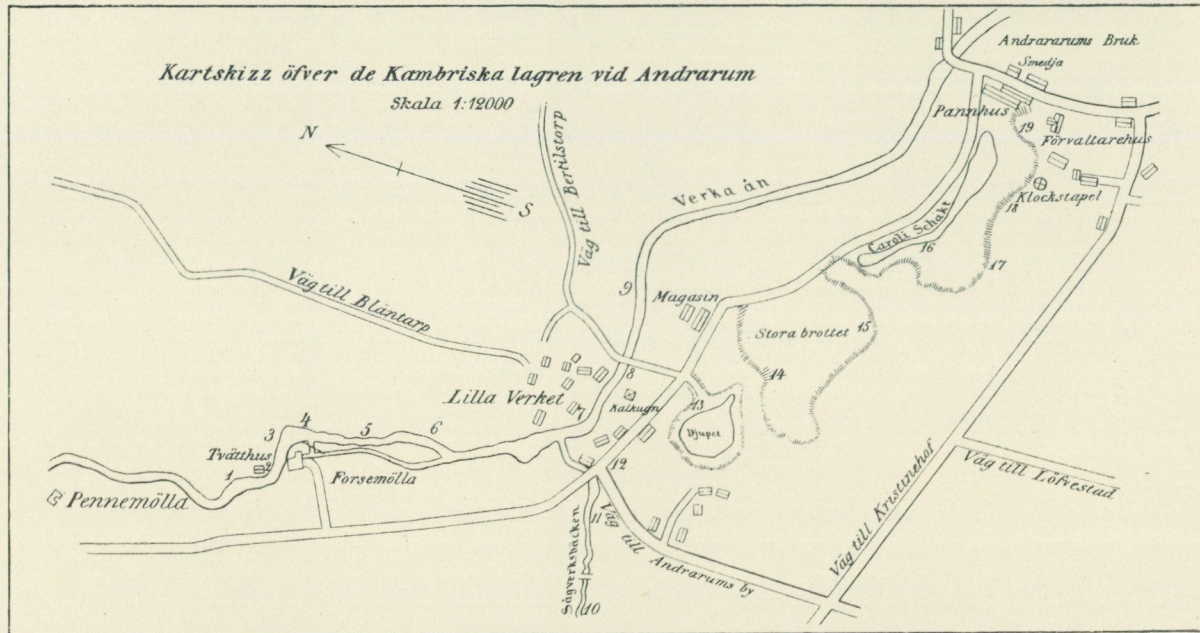 Kartskizz öfver de Kambriska lagren vid Andrarum
Skala 1:12000
N
S
Andrararums Bruk
Smedja
Pannhus
19
Förvaltarehus
Klockstapel
18
Caroli Schakt
16
17
Verka ån
Väg till Bertilstorp
9
Magasin
Väg till Blåntarp
Stora brottet
15
14
8
Lilla Verket
7
Kalkugn
13
Djupet
12
3
4
5
6
Tvätthus
2
1
Forsemölla
Pennemölla
11
Sågverksbäcken
10
Väg till Andrarums by
Väg till Kristinehof
Väg till Löfvestad